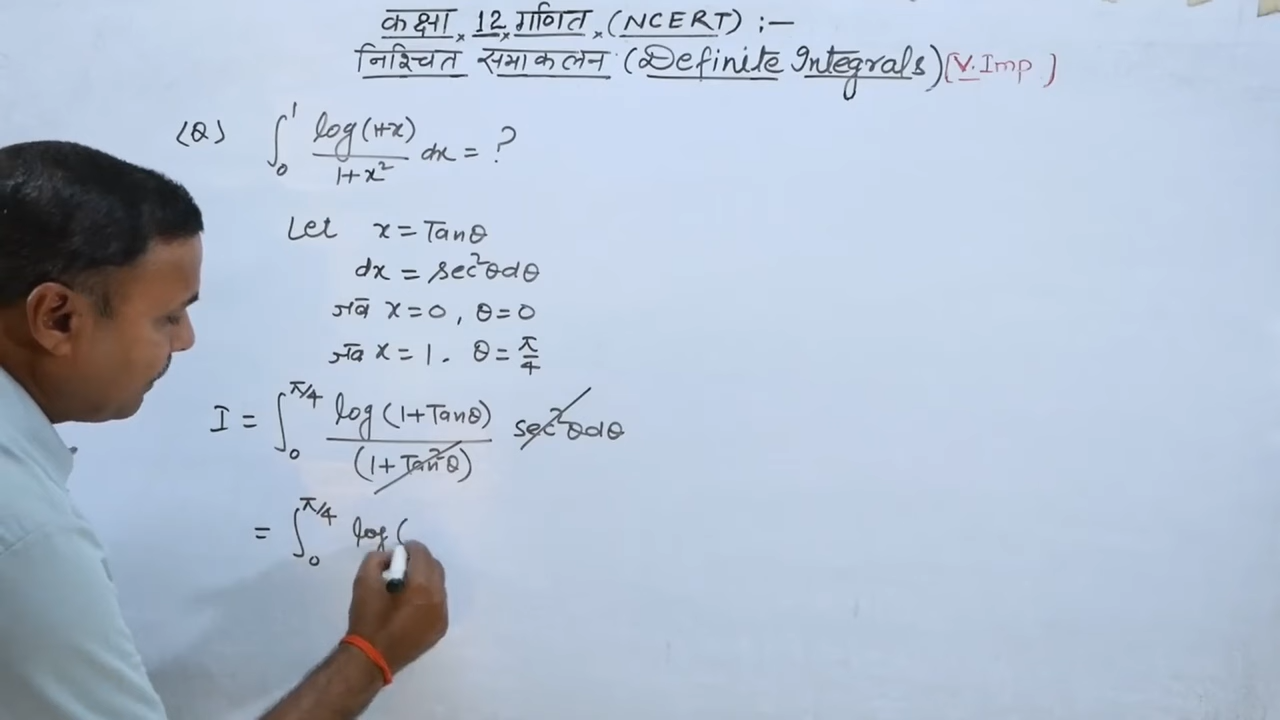 कक्षा × 12 × गणित × (NCERT) :—
निश्चित समाकलन (Definite Integrals) [V. Imp]
(Q) ∫₀¹ log(1+x)/(1+x²) dx = ?
Let x = Tanθ
dx = sec²θdθ
जब x = 0, θ = 0
जब x = 1. θ = π/4
I = ∫₀^(π/4) log(1+Tanθ)/(1+Tan²θ) sec²θdθ
= ∫₀^(π/4) log(